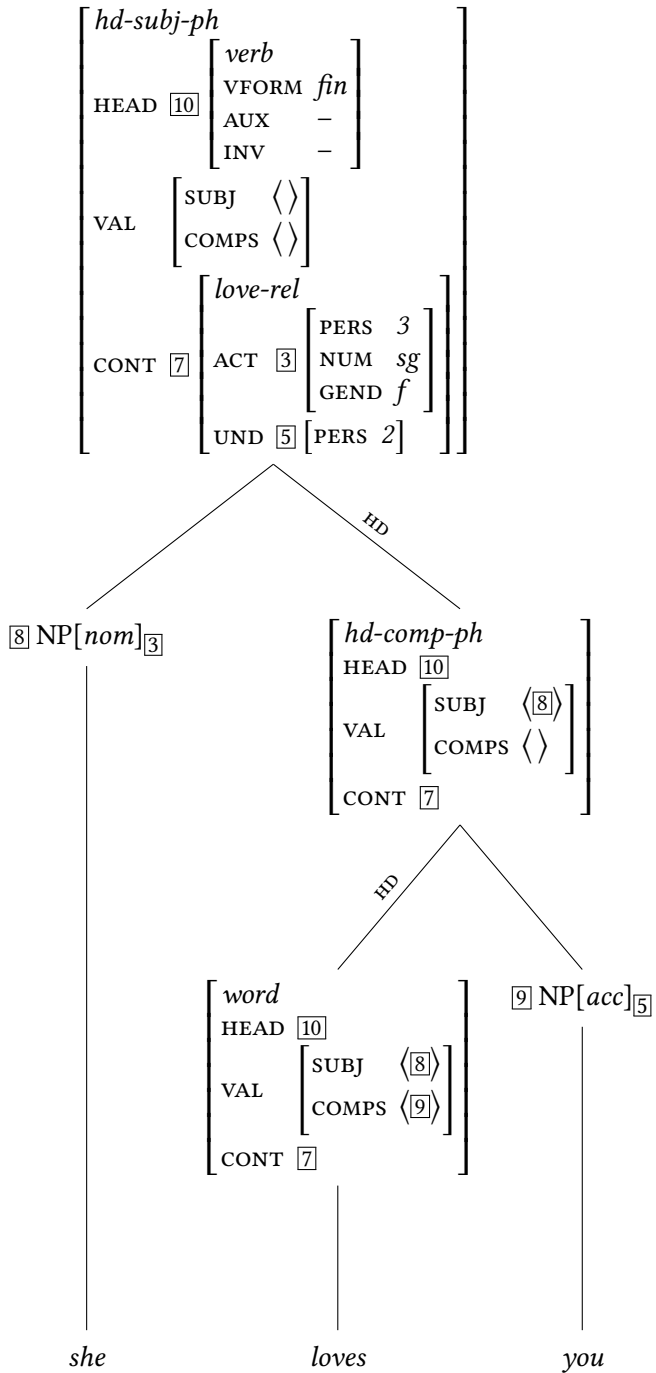 hd-subj-ph
HEAD 10 verb
VFORM fin
AUX –
INV –
VAL SUBJ ⟨⟩
COMPS ⟨⟩
CONT 7 love-rel
ACT 3 PERS 3
NUM sg
GEND f
UND 5 [PERS 2]
HD
8 NP[nom]3
hd-comp-ph
HEAD 10
VAL SUBJ ⟨8⟩
COMPS ⟨⟩
CONT 7
HD
word
HEAD 10
VAL SUBJ ⟨8⟩
COMPS ⟨9⟩
CONT 7
9 NP[acc]5
she loves you